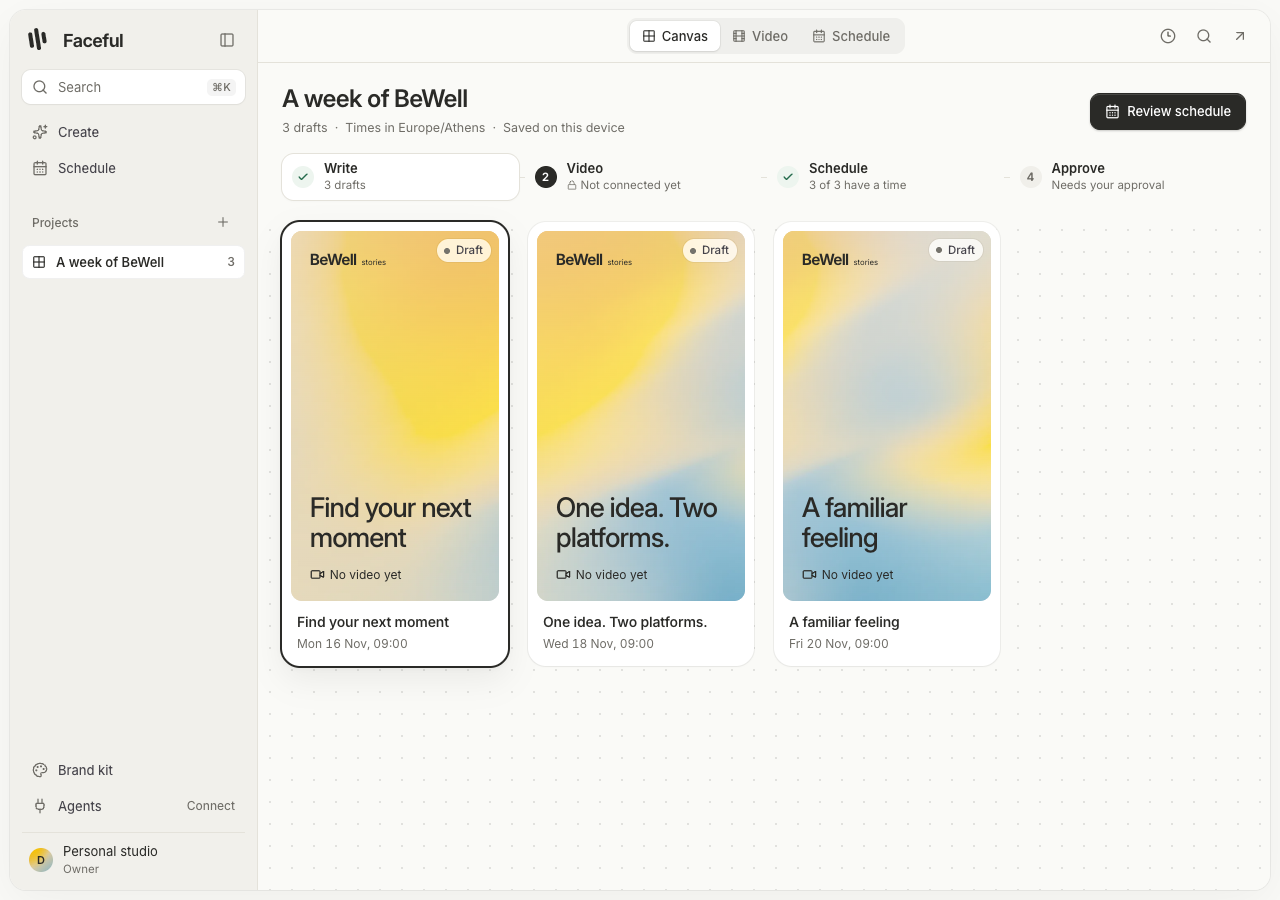 Faceful
Search ⌘K
Create
Schedule
Projects
A week of BeWell 3
Brand kit
Agents Connect
D
Personal studio
Owner
Canvas Video Schedule
A week of BeWell
3 drafts · Times in Europe/Athens · Saved on this device
Review schedule
Write
3 drafts
2
Video
Not connected yet
Schedule
3 of 3 have a time
4
Approve
Needs your approval
Draft
BeWell stories
Find your next
moment
No video yet
Find your next moment
Mon 16 Nov, 09:00
Draft
BeWell stories
One idea. Two
platforms.
No video yet
One idea. Two platforms.
Wed 18 Nov, 09:00
Draft
BeWell stories
A familiar
feeling
No video yet
A familiar feeling
Fri 20 Nov, 09:00